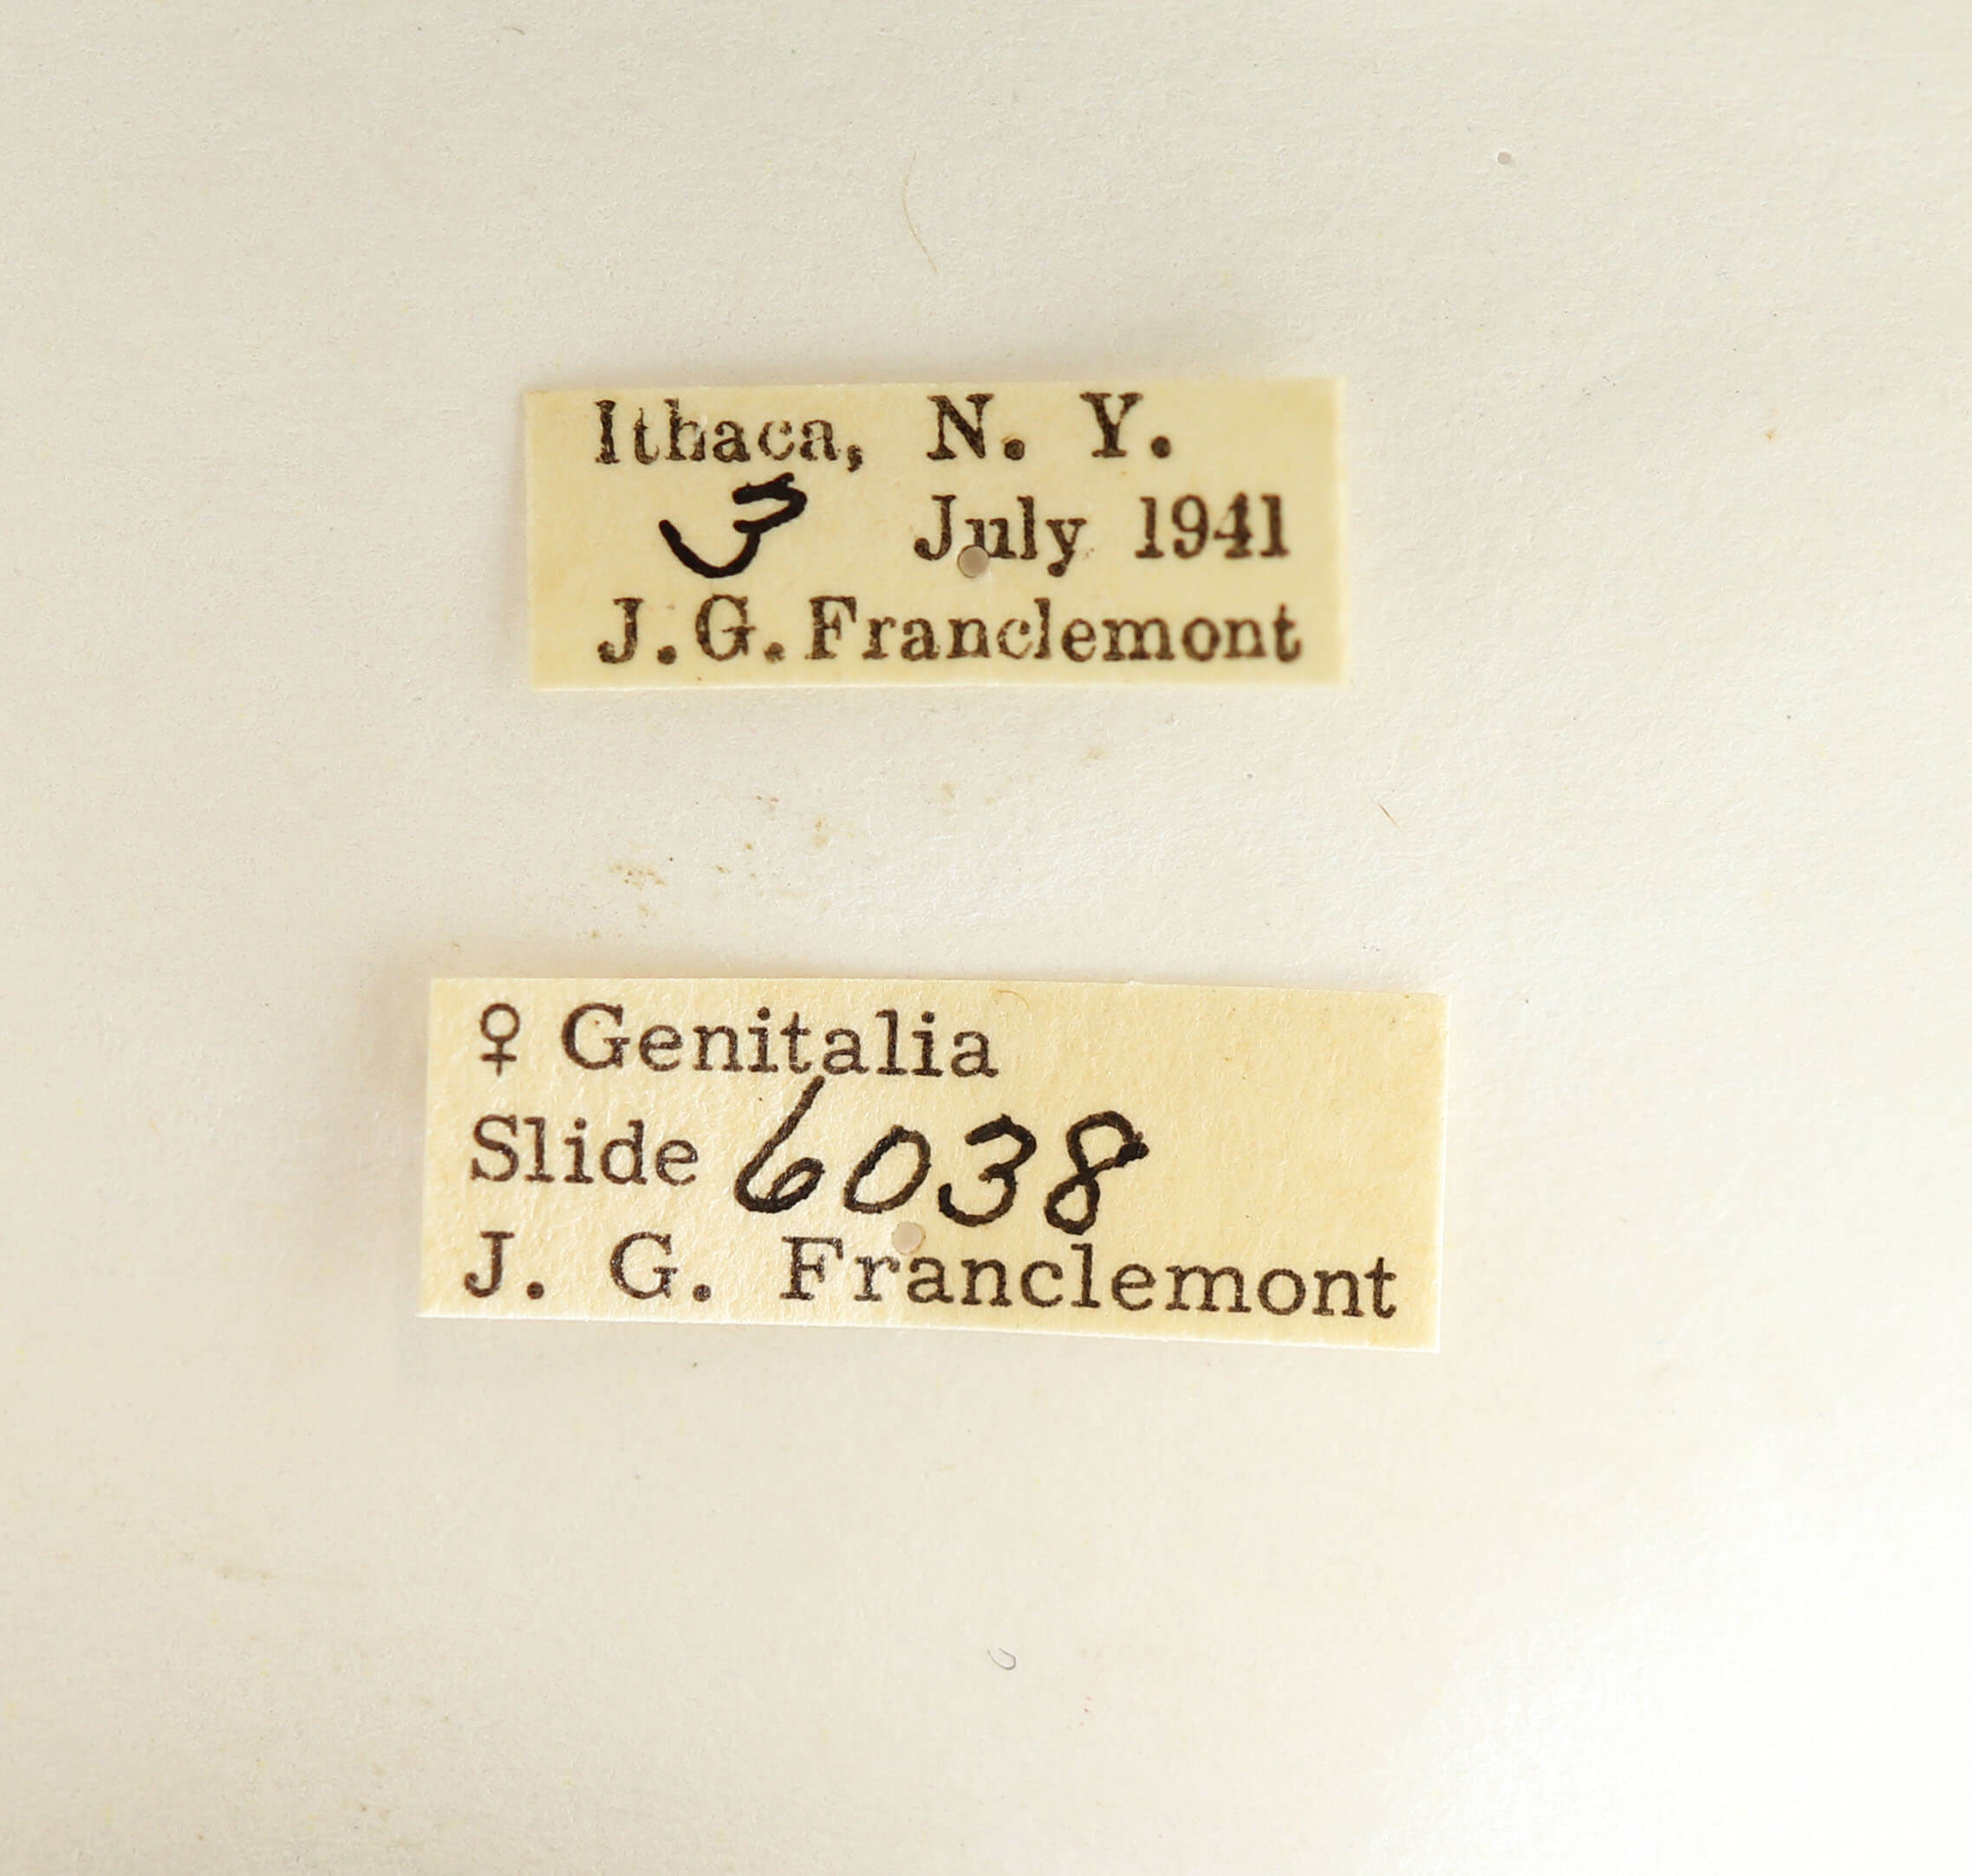 Ithaca, N. Y.
3 July 1941
J. G. Franclemont
♀ Genitalia
Slide 6038
J. G. Franclemont